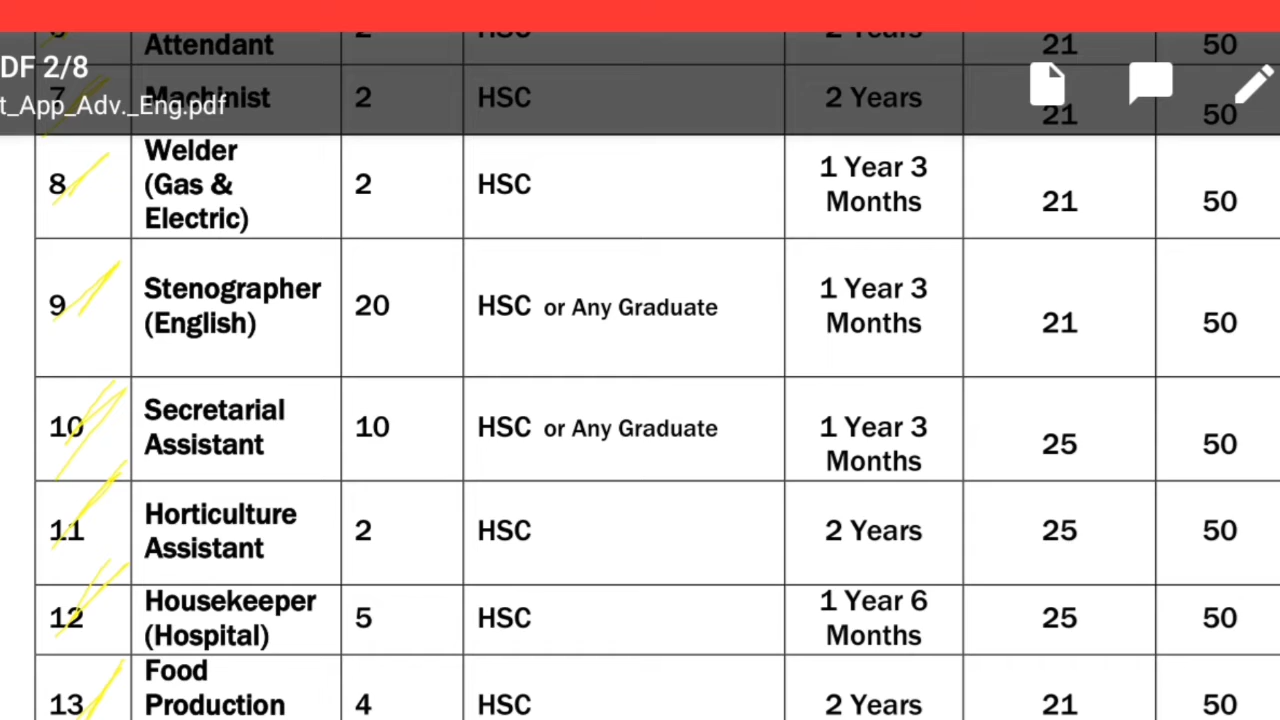 Attendant 21 50
DF 2/8
t_App_Adv._Eng.pdf
7 Machinist 2 HSC 2 Years 21 50
8 Welder (Gas & Electric) 2 HSC 1 Year 3 Months 21 50
9 Stenographer (English) 20 HSC or Any Graduate 1 Year 3 Months 21 50
10 Secretarial Assistant 10 HSC or Any Graduate 1 Year 3 Months 25 50
11 Horticulture Assistant 2 HSC 2 Years 25 50
12 Housekeeper (Hospital) 5 HSC 1 Year 6 Months 25 50
13 Food Production 4 HSC 2 Years 21 50